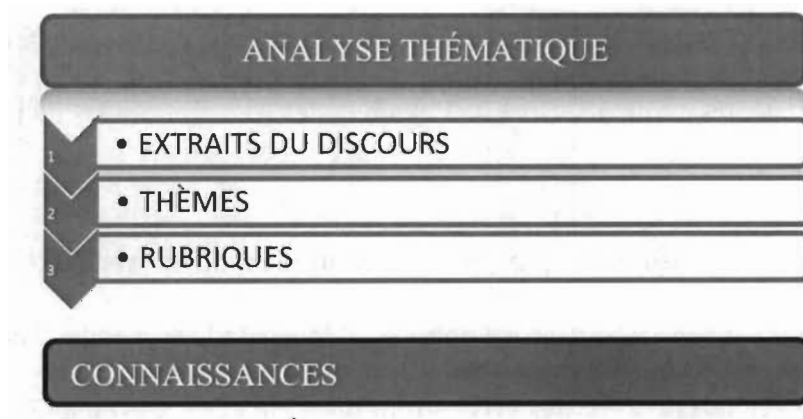 ANALYSE THÉMATIQUE
1 • EXTRAITS DU DISCOURS
2 • THÈMES
3 • RUBRIQUES
CONNAISSANCES